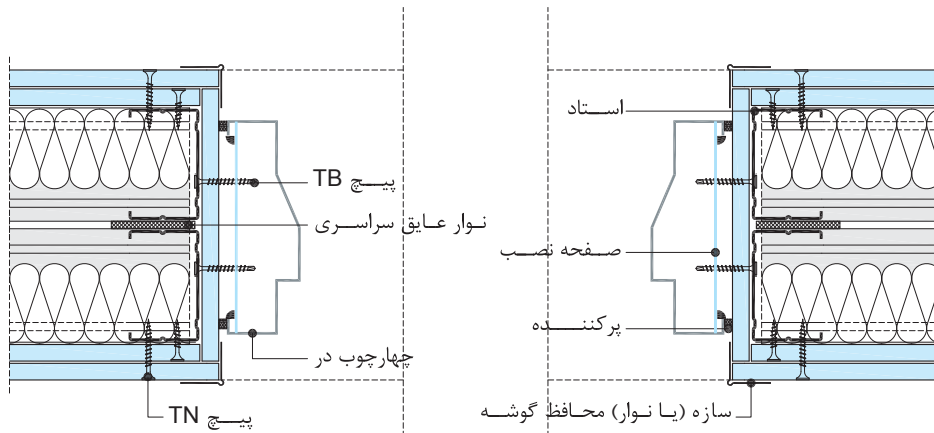 استاد
پیچ TB
نوار عایق سراسری
صفحه نصب
پرکننده
چهارچوب در
سازه (یا نوار) محافظ گوشه
پیچ TN